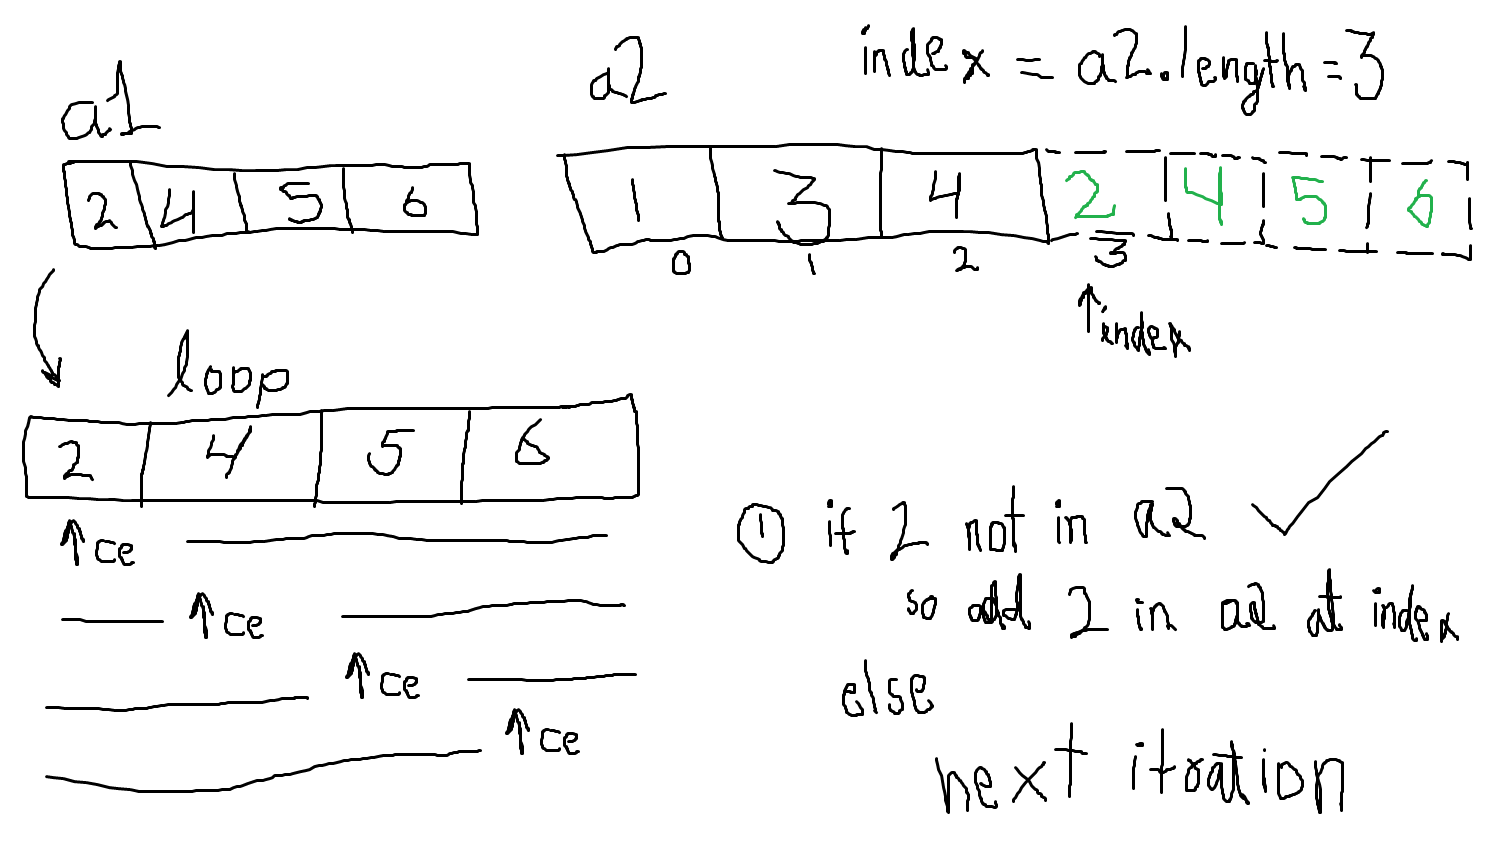 index = a2.length = 3
a1
a2
2 4 5 6
1 3 4 2 4 5 6
0 1 2 3
index
loop
2 4 5 6
ce
ce
ce
ce
1 if 2 not in a2
so add 2 in a2 at index
else
next itration